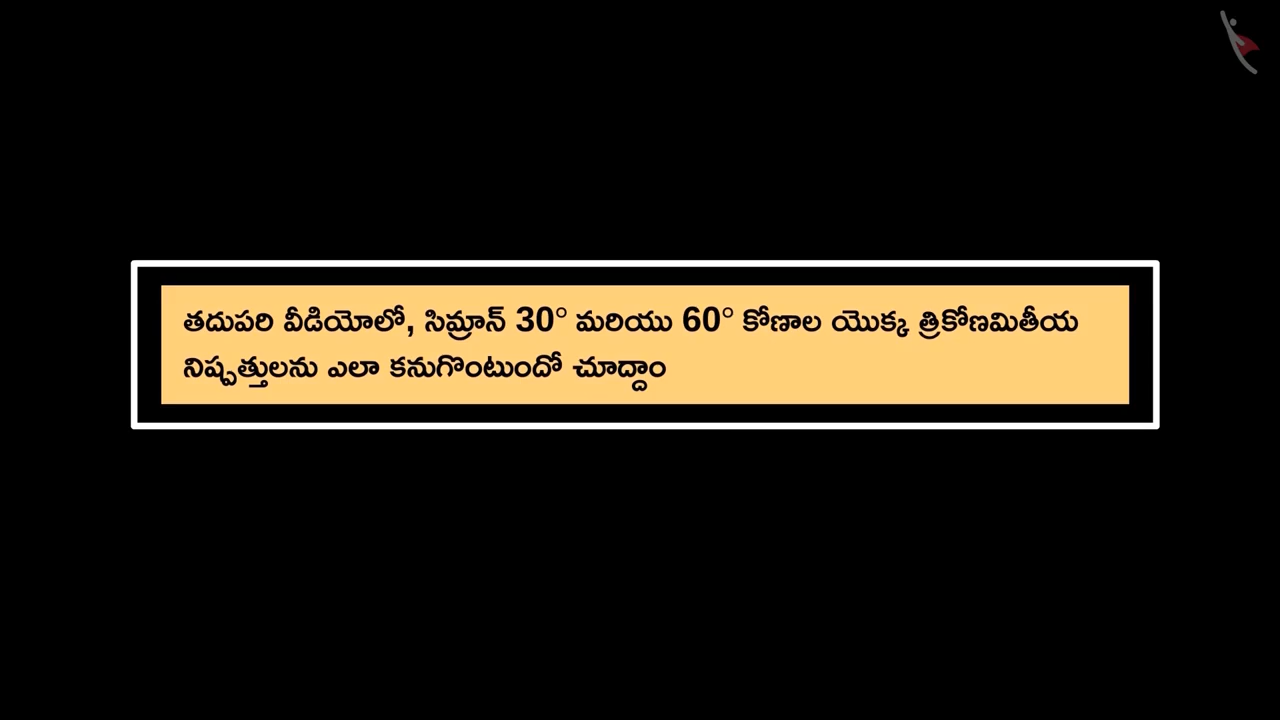 తదుపరి వీడియోలో, సిమ్రాన్ 30° మరియు 60° కోణాల యొక్క త్రికోణమితీయ
నిష్పత్తులను ఎలా కనుగొంటుందో చూద్దాం